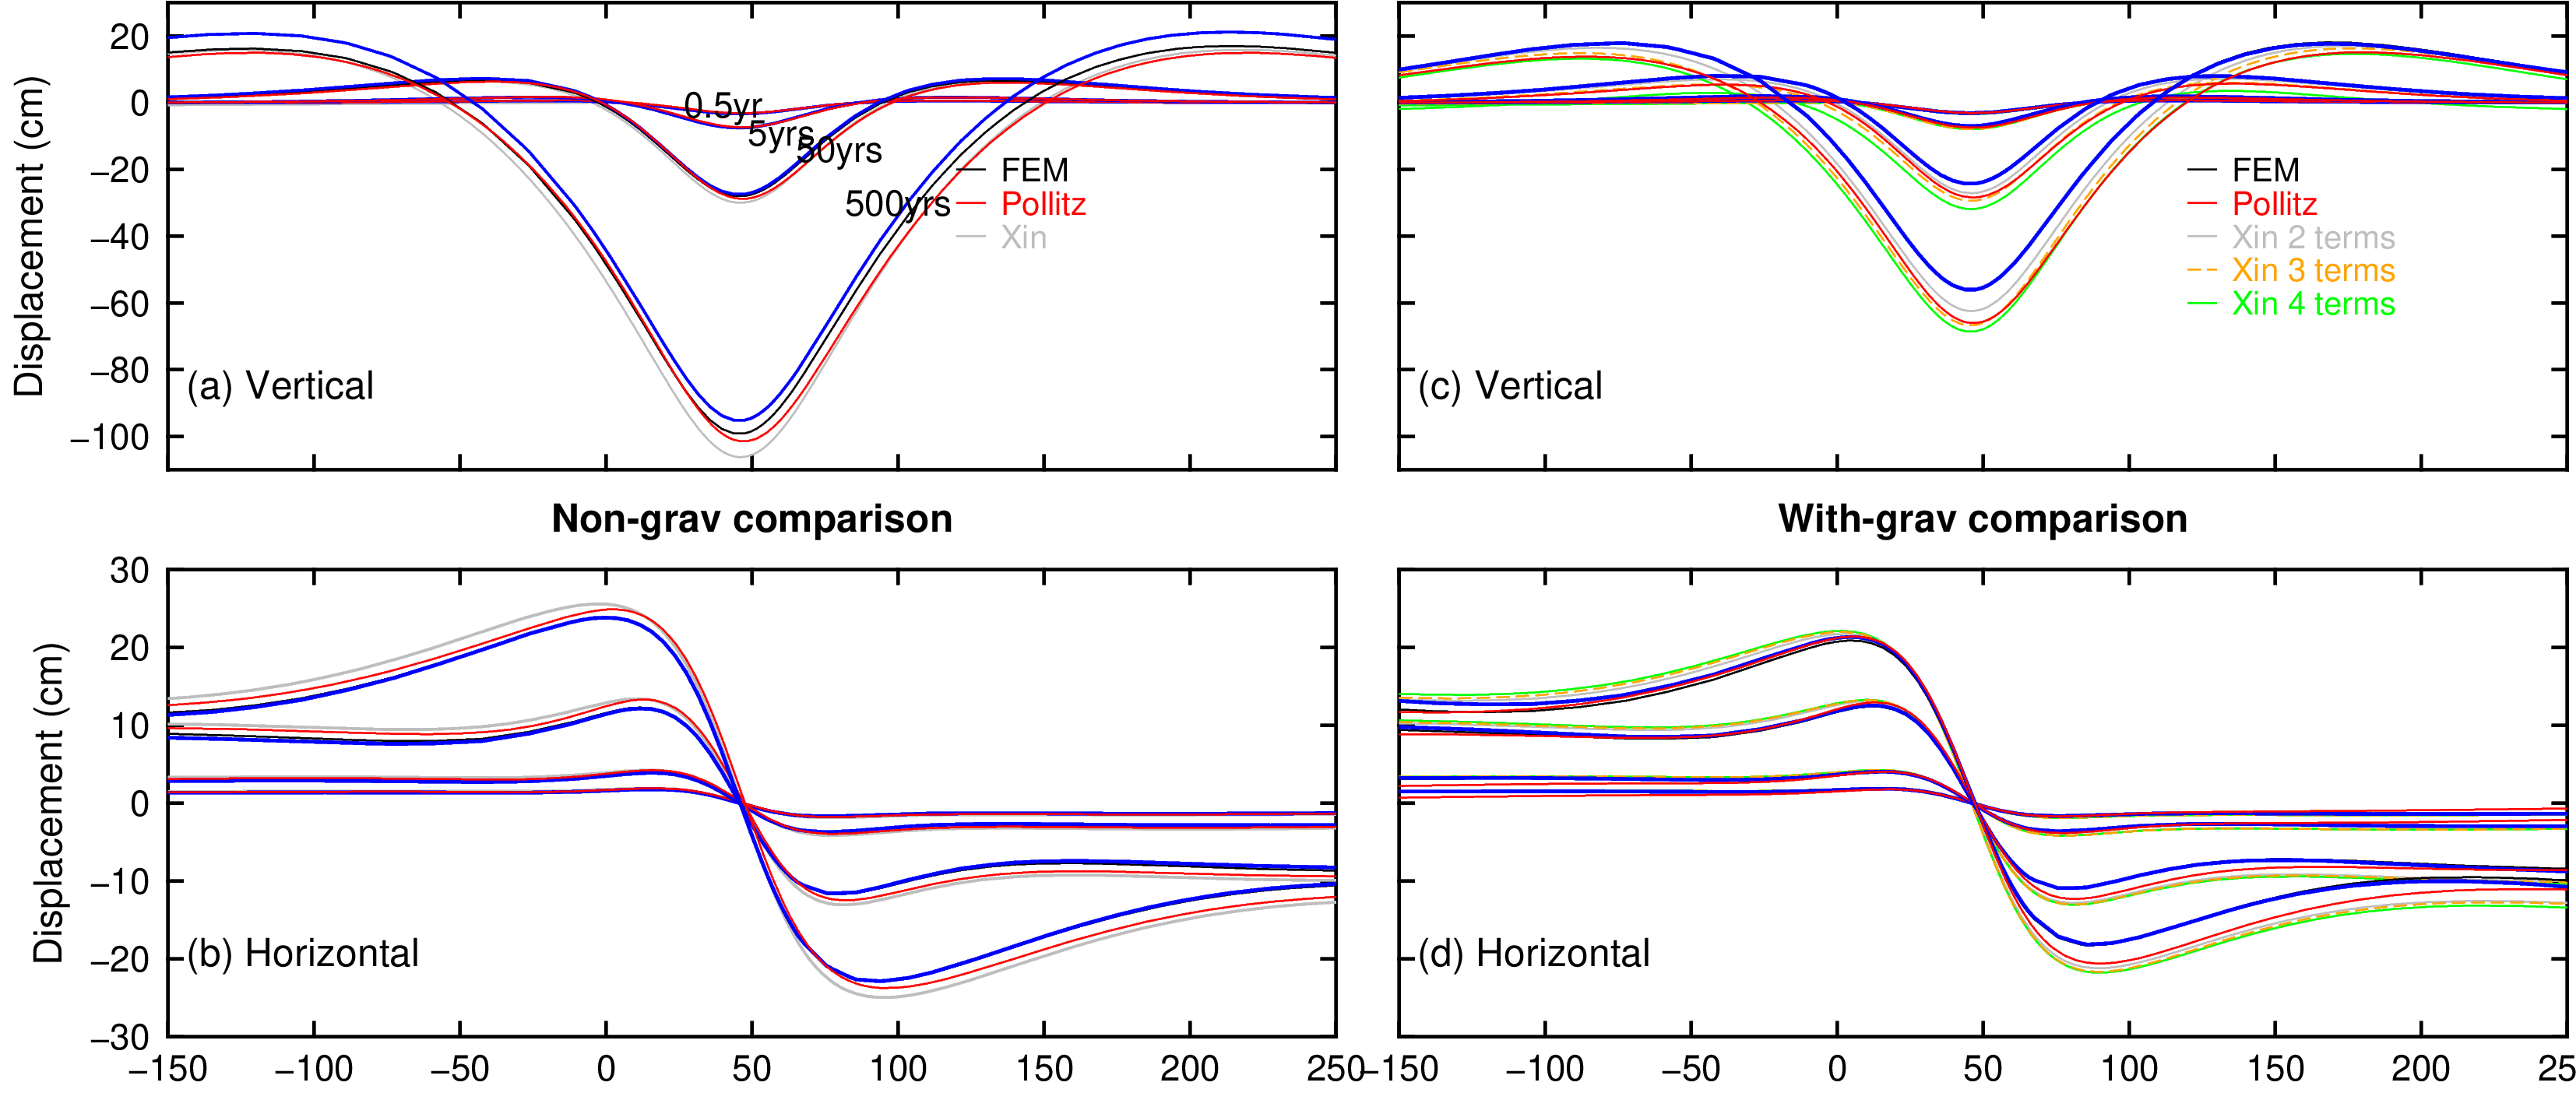 Displacement (cm)
20
0
−20
−40
−60
−80
−100
0.5yr
5yrs
50yrs
500yrs
FEM
Pollitz
Xin
(a) Vertical
FEM
Pollitz
Xin 2 terms
Xin 3 terms
Xin 4 terms
(c) Vertical
Non-grav comparison
With-grav comparison
Displacement (cm)
30
20
10
0
−10
−20
−30
(b) Horizontal
(d) Horizontal
−150 −100 −50 0 50 100 150 200 250
−150 −100 −50 0 50 100 150 200 25